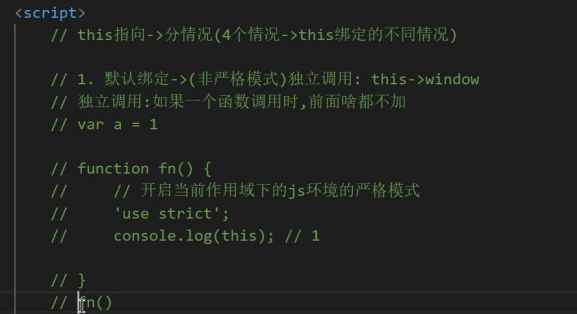 <script>
// this指向->分情况(4个情况->this绑定的不同情况)
// 1. 默认绑定->(非严格模式)独立调用: this->window
// 独立调用:如果一个函数调用时,前面啥都不加
// var a = 1
// function fn() {
//     // 开启当前作用域下的js环境的严格模式
//     'use strict';
//     console.log(this); // 1
// }
// fn()